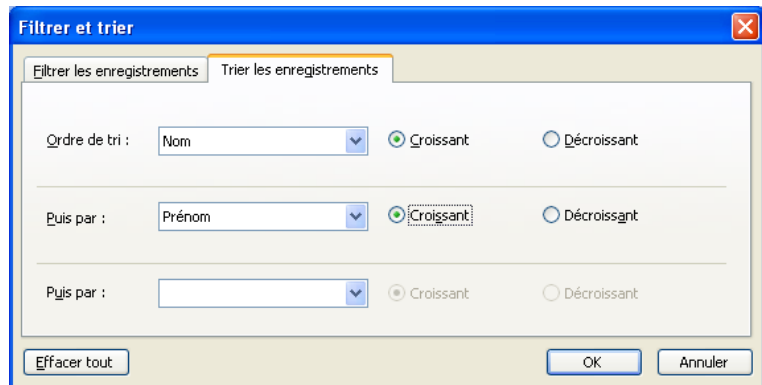 Filtrer et trier
Filtrer les enregistrements Trier les enregistrements
Ordre de tri : Nom Croissant Décroissant
Puis par : Prénom Croissant Décroissant
Puis par : Croissant Décroissant
Effacer tout OK Annuler